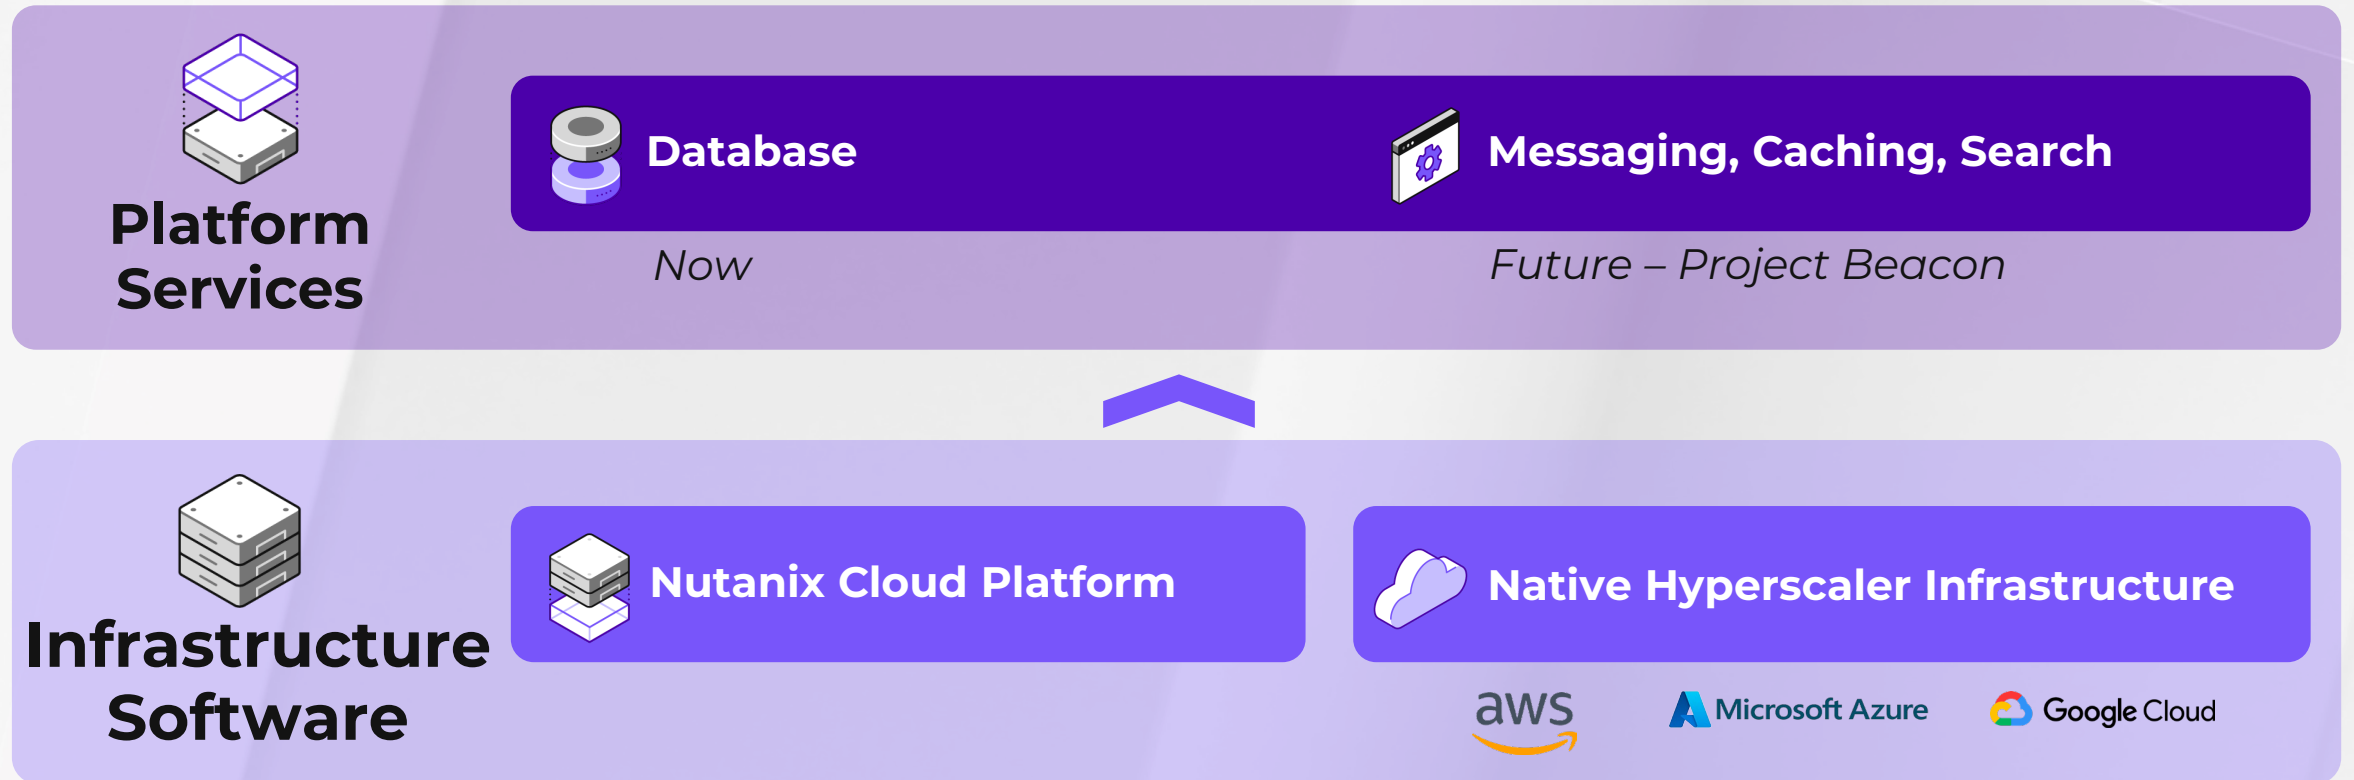 Platform
Services
Database
Messaging, Caching, Search
Now
Future – Project Beacon
Infrastructure
Software
Nutanix Cloud Platform
Native Hyperscaler Infrastructure
aws
Microsoft Azure
Google Cloud